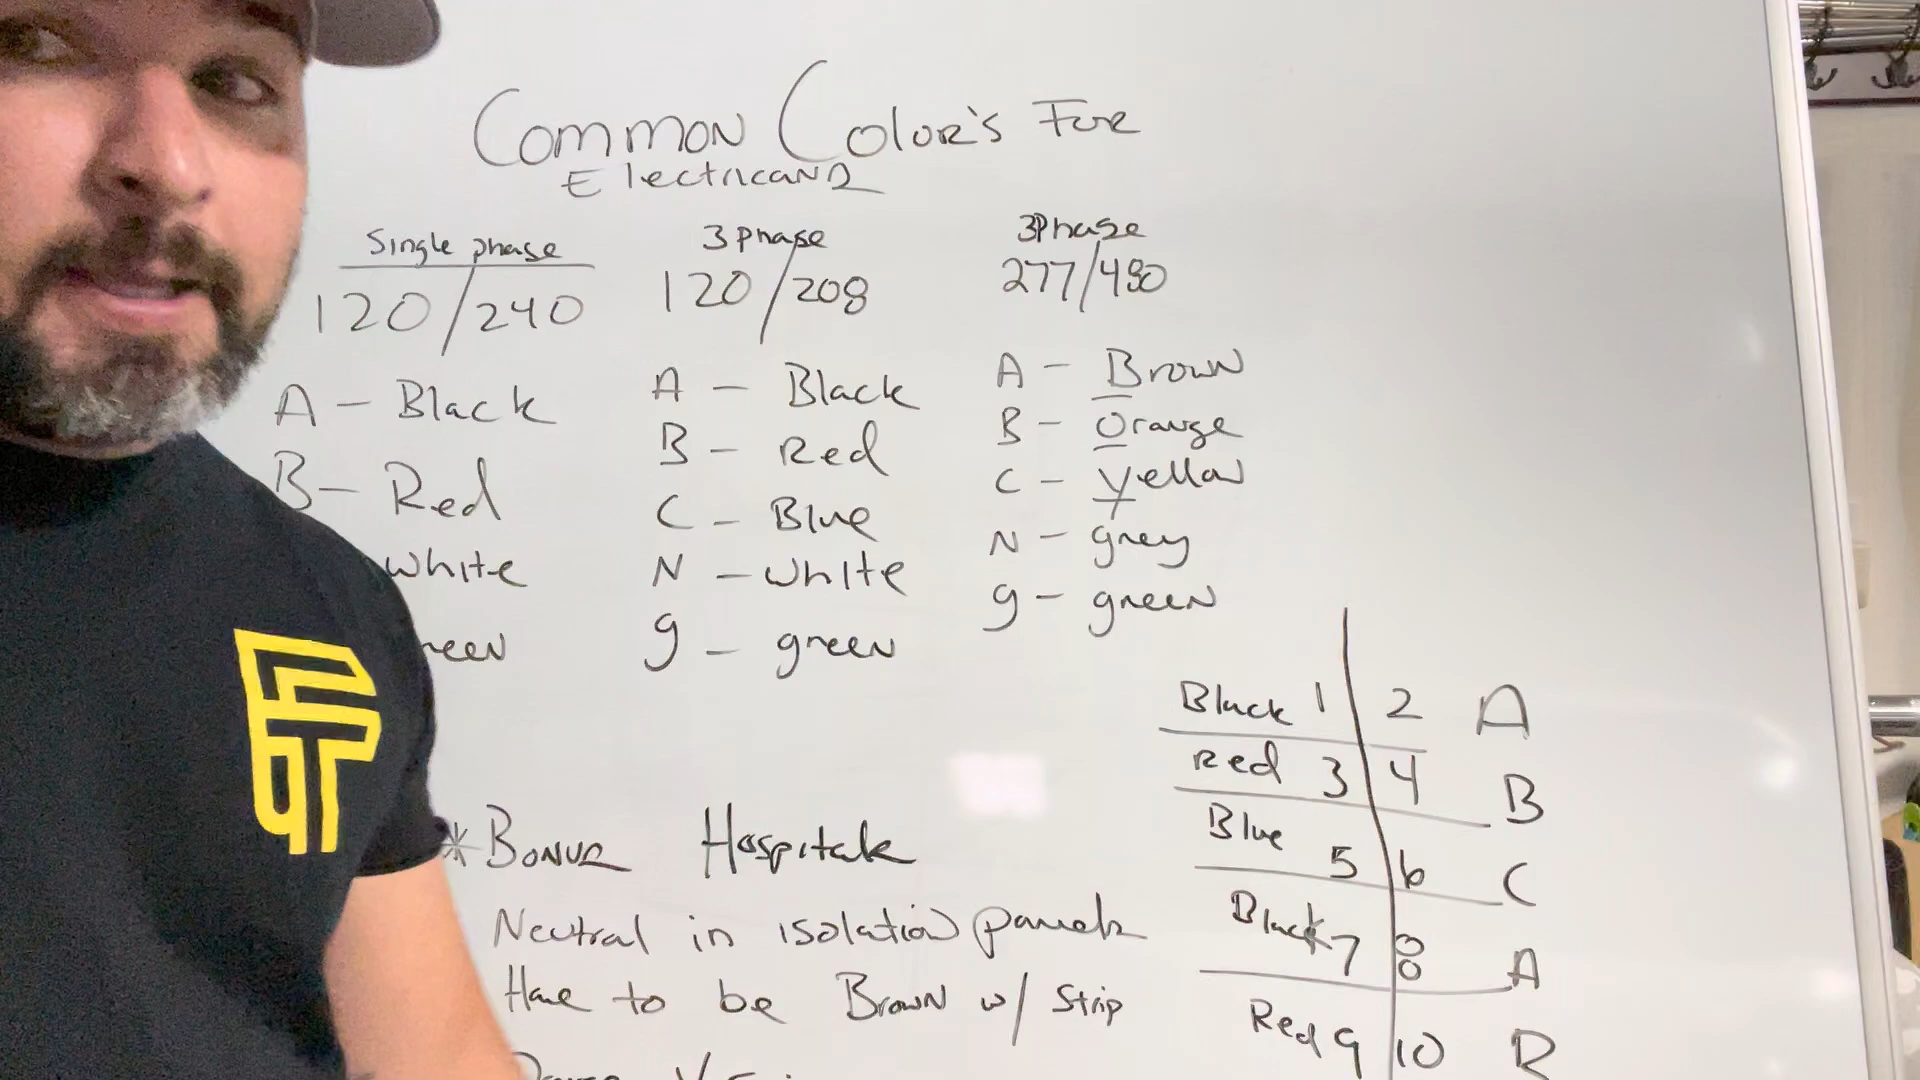 Common Color's For
Electricans
Single phase
120/240
A - Black
B - Red
White
reen
3 phase
120/208
A - Black
B - Red
C - Blue
N - White
g - green
3Phase
277/480
A - Brown
B - Orange
C - Yellow
N - grey
g - green
Black 1 2 A
Red 3 4 B
Blue 5 6 C
Black 7 8 A
Red 9 10 B
* Bonus Hospitals
Neutral in isolation panels
Have to be Brown w/ Strip